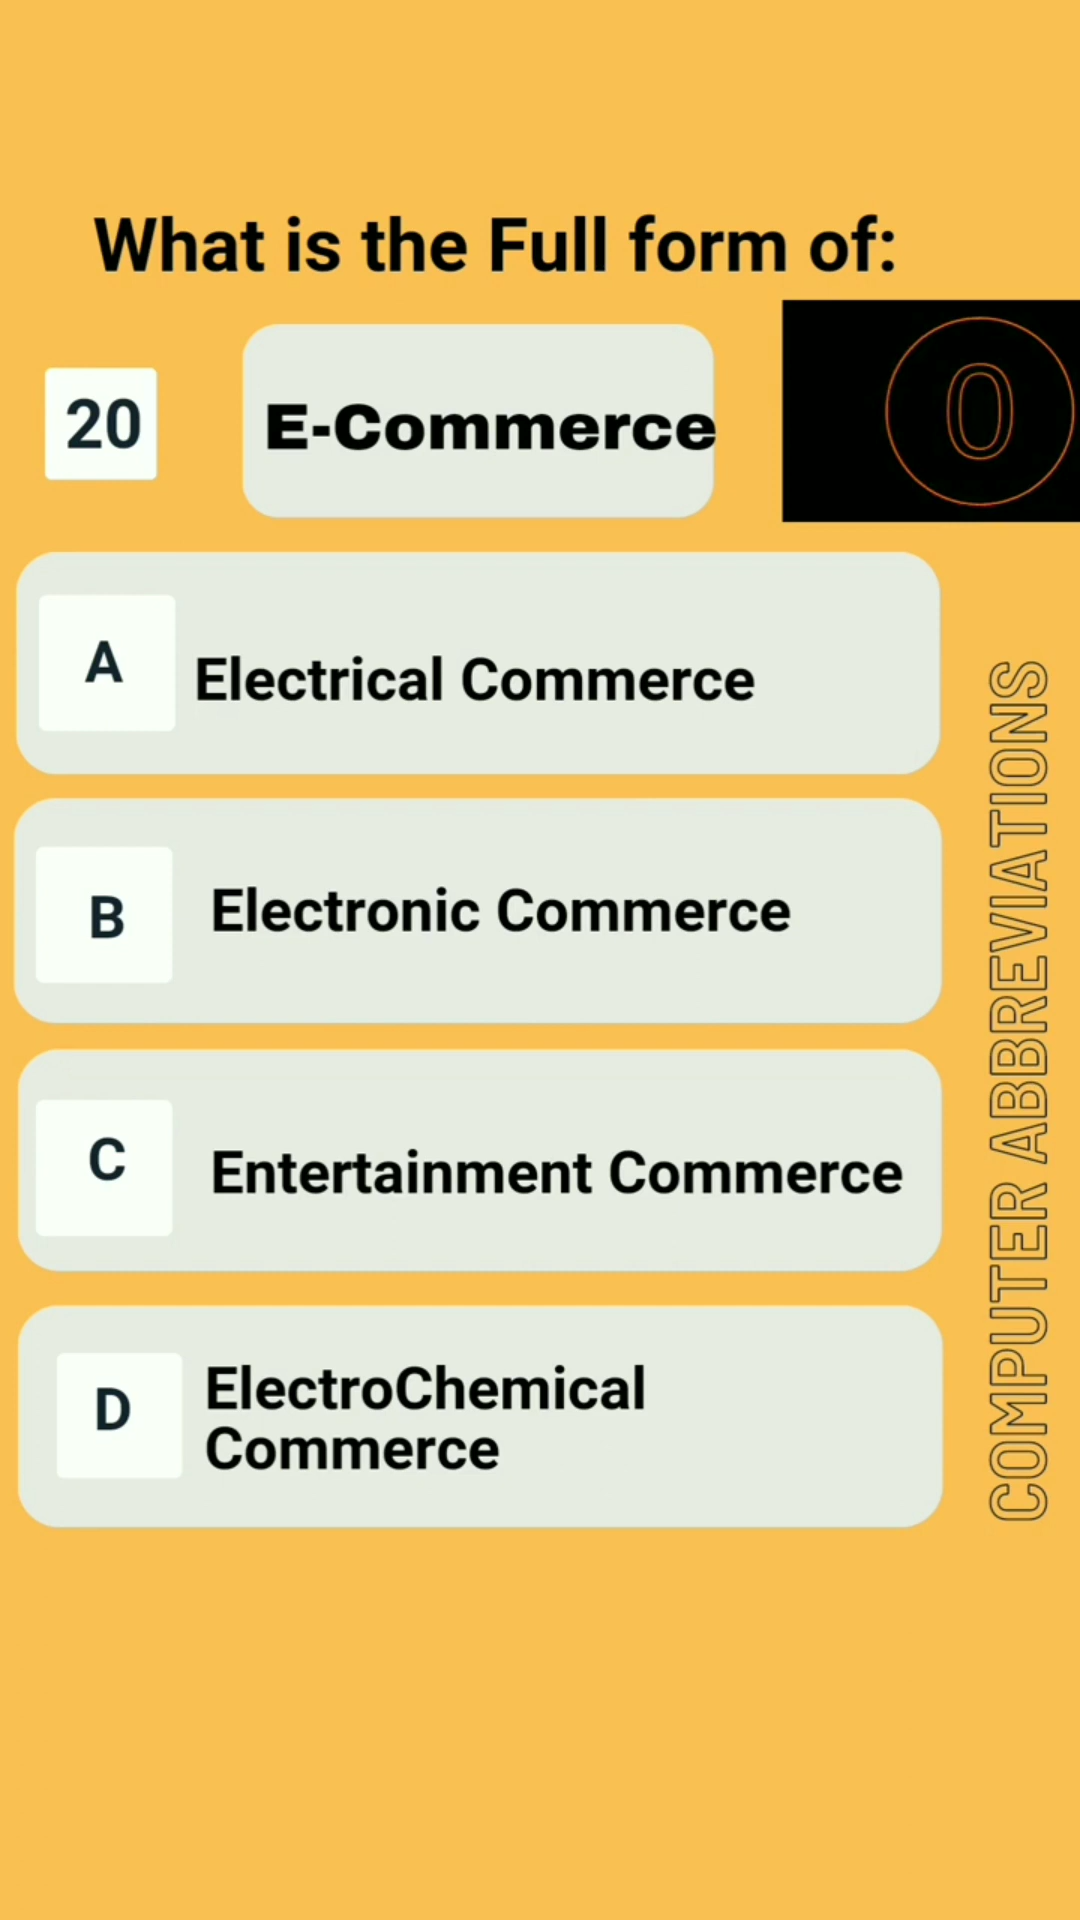 What is the Full form of:
20
E-Commerce
0
A
Electrical Commerce
B
Electronic Commerce
C
Entertainment Commerce
D
ElectroChemical
Commerce
COMPUTER ABBREVIATIONS